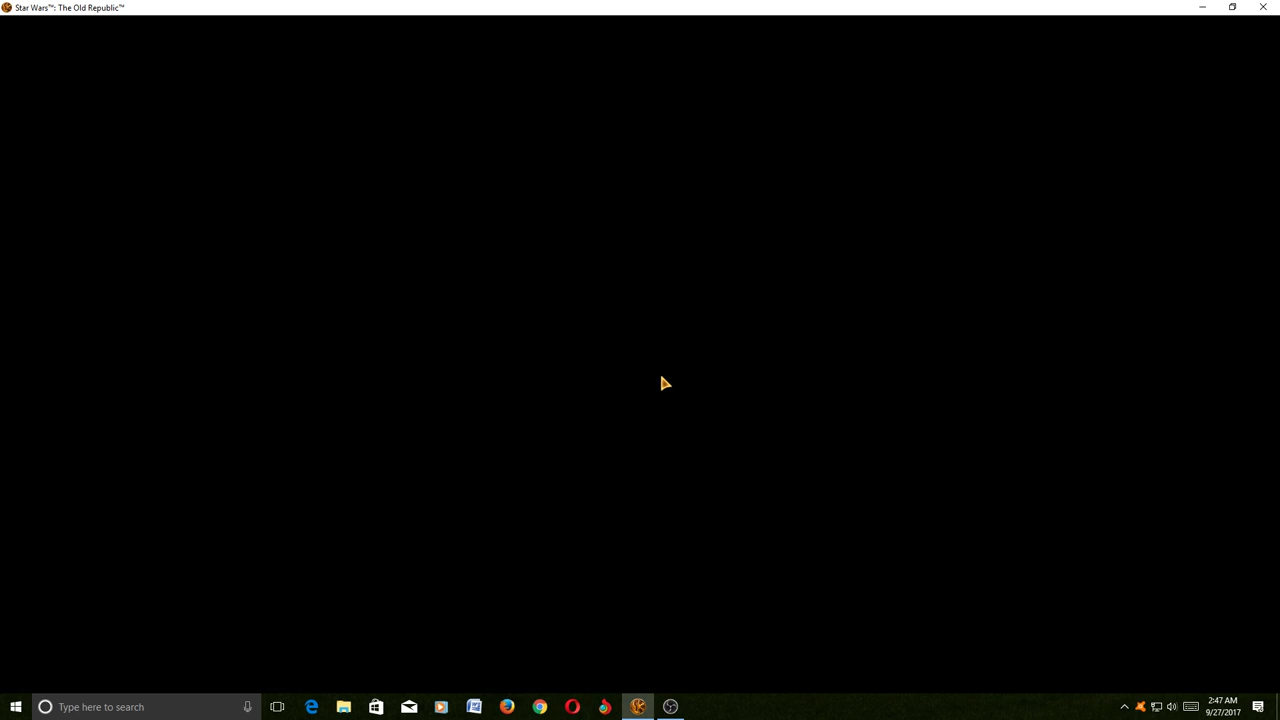 Star Wars™: The Old Republic™
Type here to search
2:47 AM
9/27/2017